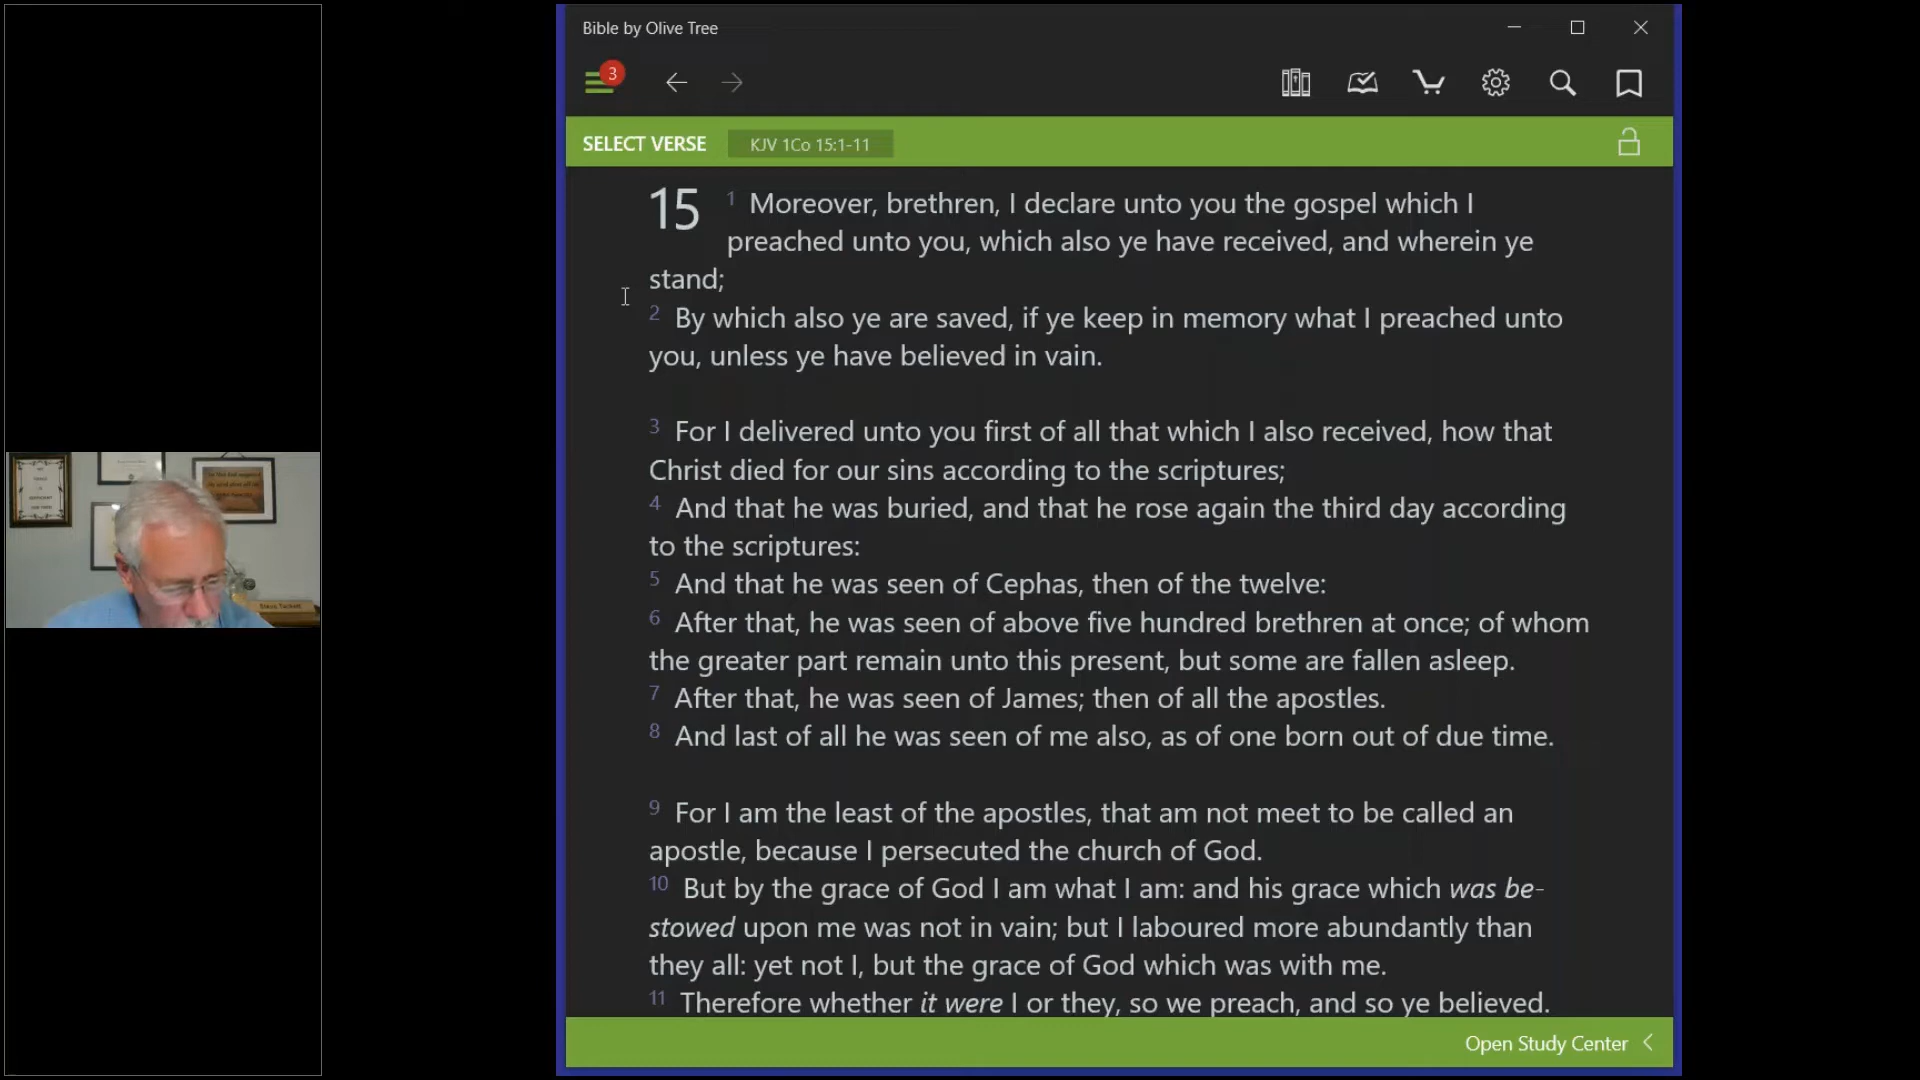 Bible by Olive Tree
3
SELECT VERSE KJV 1Co 15:1-11
15 1 Moreover, brethren, I declare unto you the gospel which I
preached unto you, which also ye have received, and wherein ye
stand;
2 By which also ye are saved, if ye keep in memory what I preached unto
you, unless ye have believed in vain.
3 For I delivered unto you first of all that which I also received, how that
Christ died for our sins according to the scriptures;
4 And that he was buried, and that he rose again the third day according
to the scriptures:
5 And that he was seen of Cephas, then of the twelve:
6 After that, he was seen of above five hundred brethren at once; of whom
the greater part remain unto this present, but some are fallen asleep.
7 After that, he was seen of James; then of all the apostles.
8 And last of all he was seen of me also, as of one born out of due time.
9 For I am the least of the apostles, that am not meet to be called an
apostle, because I persecuted the church of God.
10 But by the grace of God I am what I am: and his grace which was be-
stowed upon me was not in vain; but I laboured more abundantly than
they all: yet not I, but the grace of God which was with me.
11 Therefore whether it were I or they, so we preach, and so ye believed.
Open Study Center